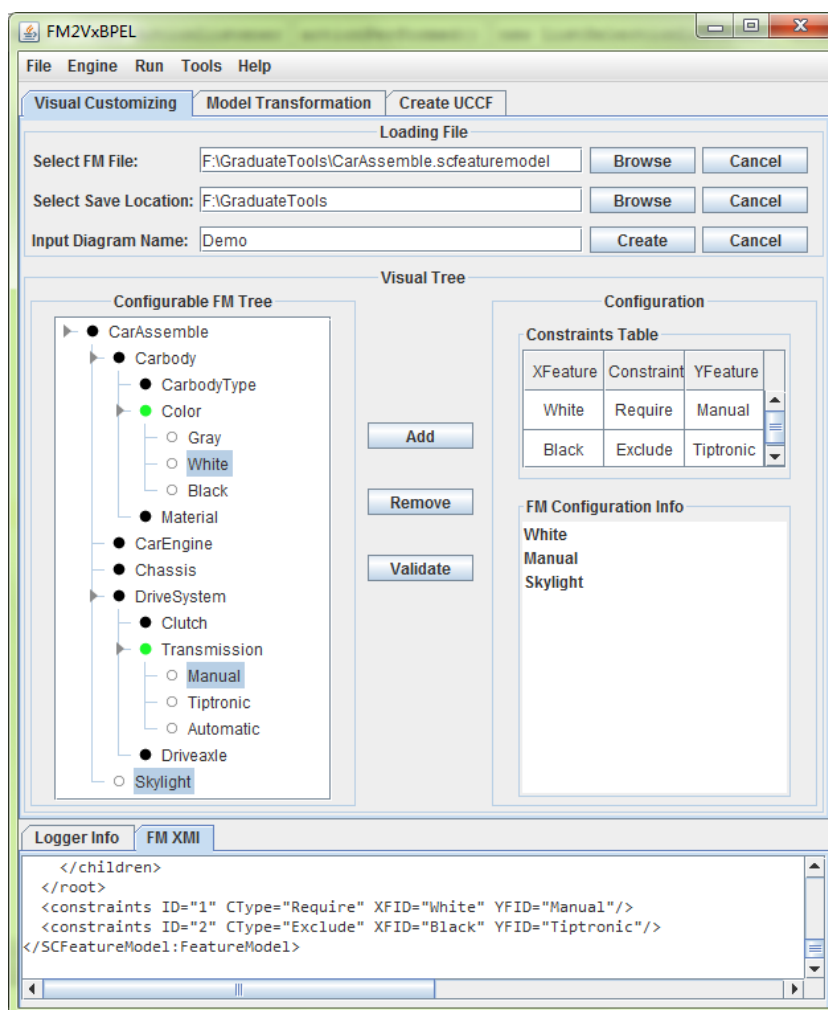 FM2VxBPEL
File Engine Run Tools Help
Visual Customizing Model Transformation Create UCCF
Loading File
Select FM File: F:\GraduateTools\CarAssemble.scfeaturemodel Browse Cancel
Select Save Location: F:\GraduateTools Browse Cancel
Input Diagram Name: Demo Create Cancel
Visual Tree
Configurable FM Tree
CarAssemble
Carbody
CarbodyType
Color
Gray
White
Black
Material
CarEngine
Chassis
DriveSystem
Clutch
Transmission
Manual
Tiptronic
Automatic
Driveaxle
Skylight
Add
Remove
Validate
Configuration
Constraints Table
XFeature Constraint YFeature
White Require Manual
Black Exclude Tiptronic
FM Configuration Info
White
Manual
Skylight
Logger Info FM XMI
</children>
</root>
<constraints ID="1" CType="Require" XFID="White" YFID="Manual"/>
<constraints ID="2" CType="Exclude" XFID="Black" YFID="Tiptronic"/>
</SCFeatureModel:FeatureModel>